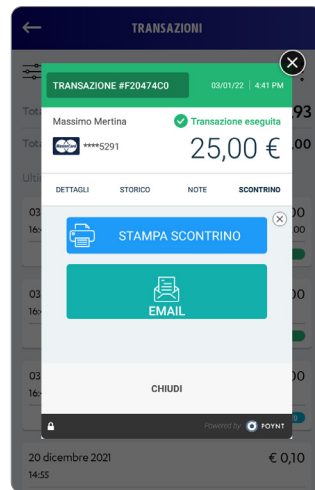 TRANSAZIONI
TRANSAZIONE #F20474C0 03/01/22 | 4:41 PM
Massimo Mertina Transazione eseguita
MasterCard ****5291 25,00 €
DETTAGLI STORICO NOTE SCONTRINO
STAMPA SCONTRINO
EMAIL
CHIUDI
Powered by POYNT
20 dicembre 2021 € 0,10
14:55